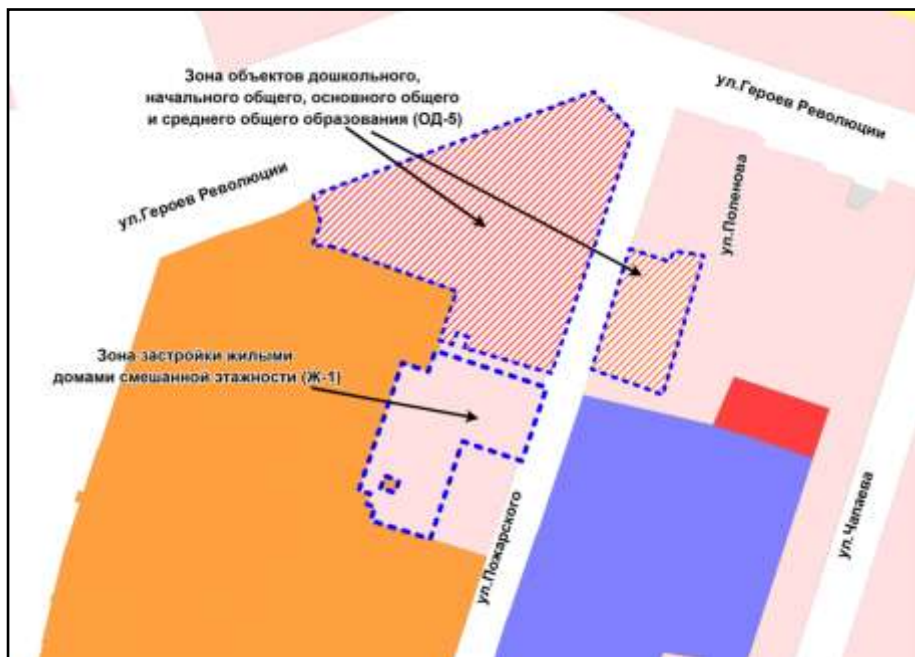 Зона объектов дошкольного,
начального общего, основного общего
и среднего общего образования (ОД-5)
ул.Героев Революции
ул.Героев Революции
ул.Поленова
Зона застройки жилыми
домами смешанной этажности (Ж-1)
ул.Пожарского
ул.Чапаева